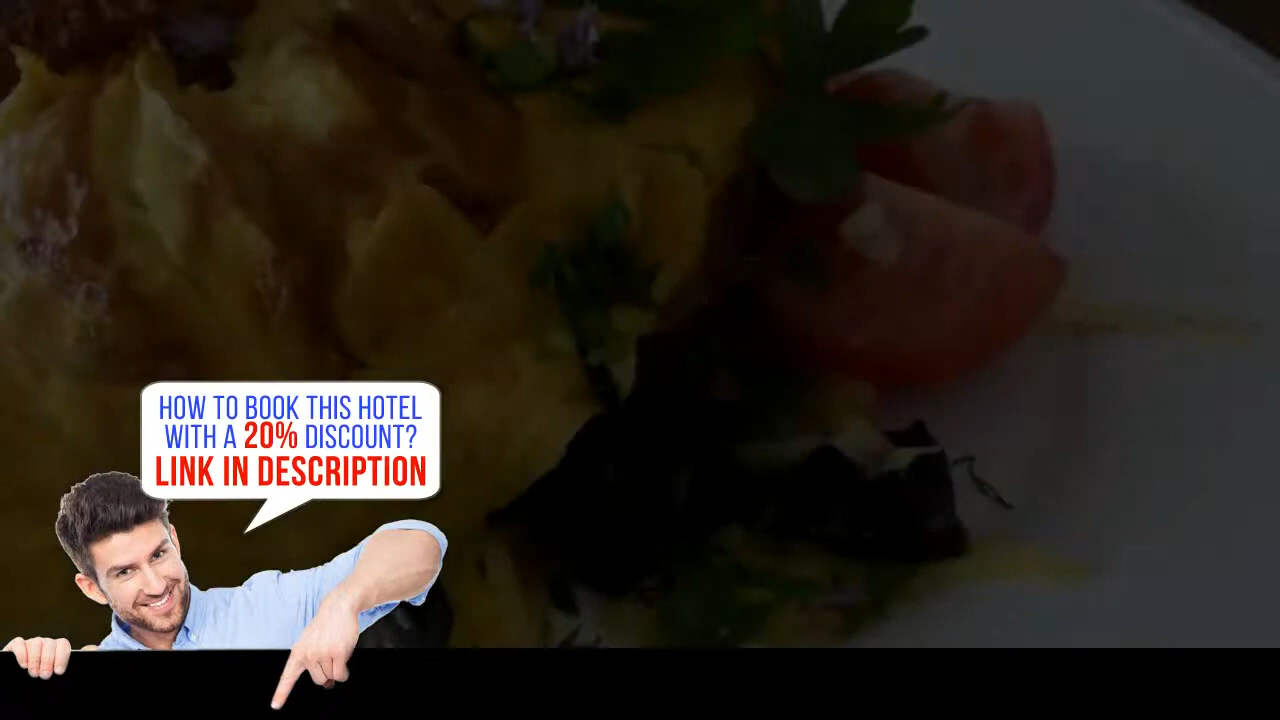 HOW TO BOOK THIS HOTEL
WITH A 20% DISCOUNT?
LINK IN DESCRIPTION